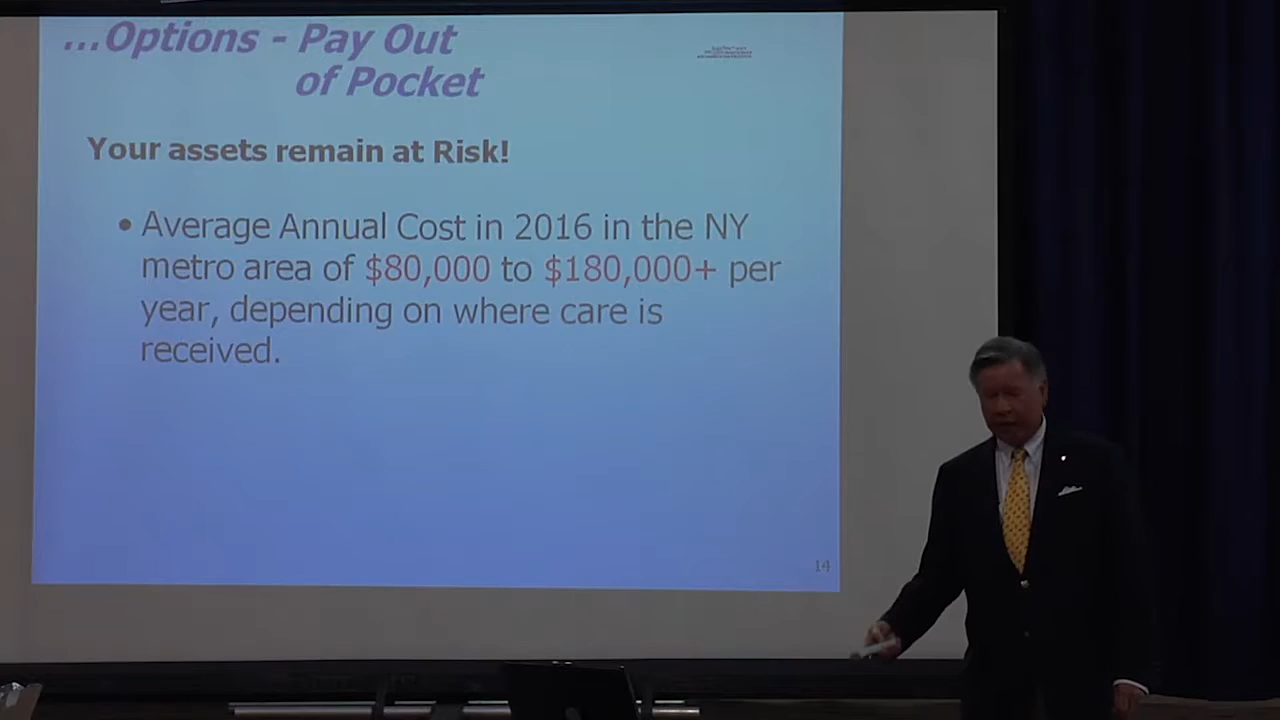 ...Options - Pay Out
of Pocket
Your assets remain at Risk!
• Average Annual Cost in 2016 in the NY
metro area of $80,000 to $180,000+ per
year, depending on where care is
received.
14